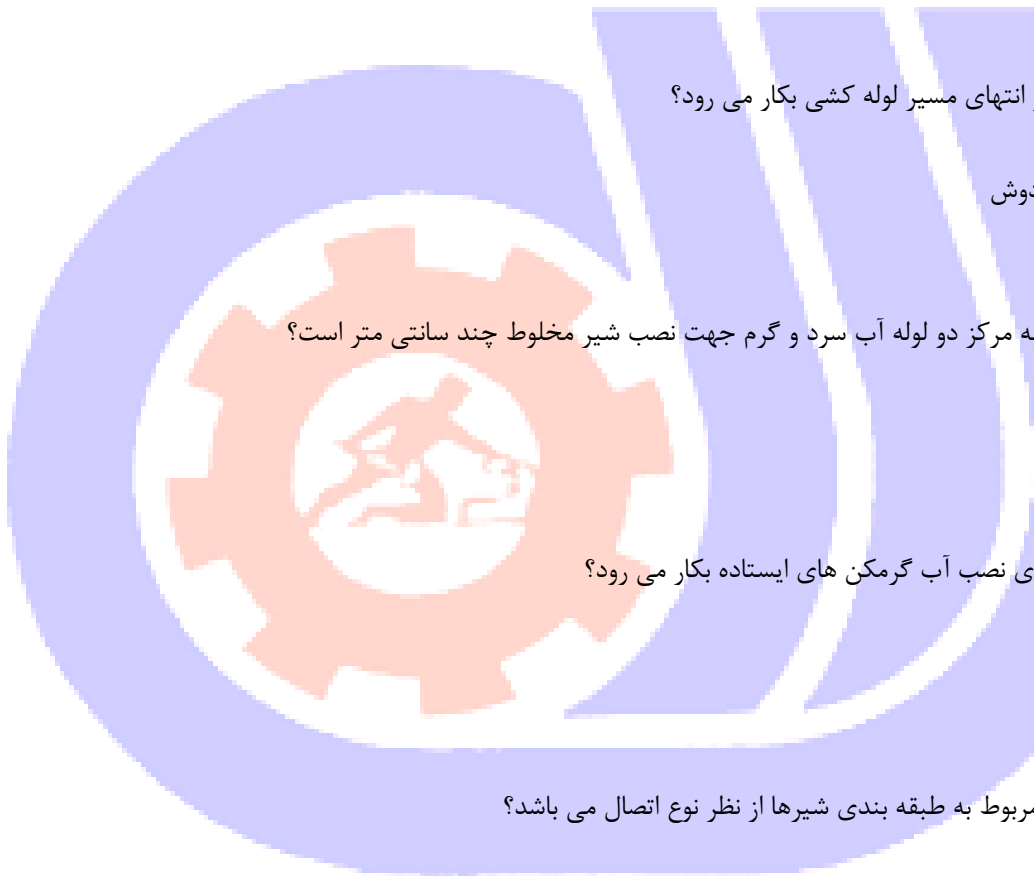 انتهای مسیر لوله کشی بکار می رود؟
دوش
مرکز دو لوله آب سرد و گرم جهت نصب شیر مخلوط چند سانتی متر است؟
نصب آب گرمکن های ایستاده بکار می رود؟
مربوط به طبقه بندی شیرها از نظر نوع اتصال می باشد؟